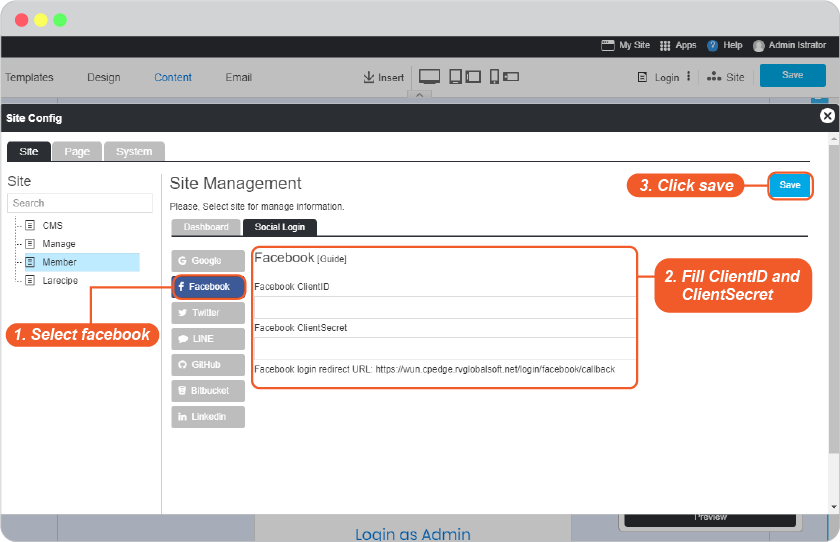 My Site Apps Help Admin Istrator
Templates Design Content Email Insert Login Site Save
Site Config
Site Page System
Site
Search
CMS
Manage
Member
Larecipe
Site Management
3. Click save
Save
Please, Select site for manage information.
Dashboard Social Login
Google
Facebook
Twitter
LINE
GitHub
Bitbucket
Linkedin
Facebook [Guide]
Facebook ClientID
Facebook ClientSecret
Facebook login redirect URL: https://wun.cpedge.rvglobalsoft.net/login/facebook/callback
1. Select facebook
2. Fill ClientID and
ClientSecret
Preview
Login as Admin